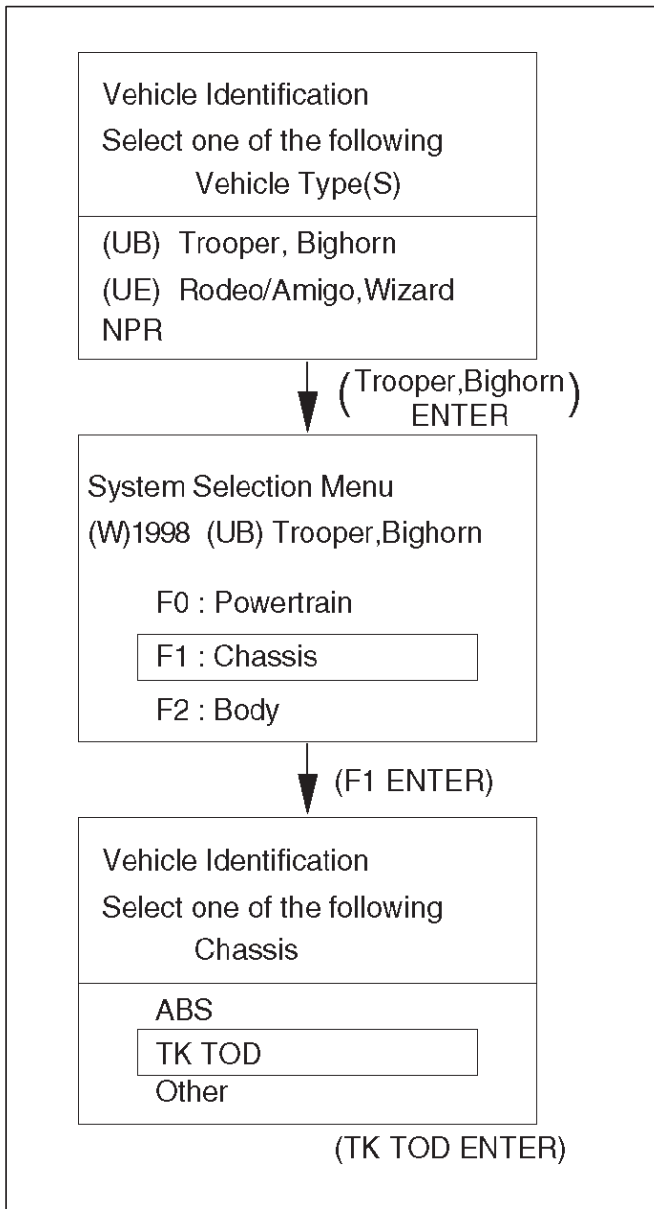 Vehicle Identification
Select one of the following
Vehicle Type(S)
(UB) Trooper, Bighorn
(UE) Rodeo/Amigo,Wizard
NPR
(Trooper,Bighorn
ENTER)
System Selection Menu
(W)1998 (UB) Trooper,Bighorn
F0 : Powertrain
F1 : Chassis
F2 : Body
(F1 ENTER)
Vehicle Identification
Select one of the following
Chassis
ABS
TK TOD
Other
(TK TOD ENTER)